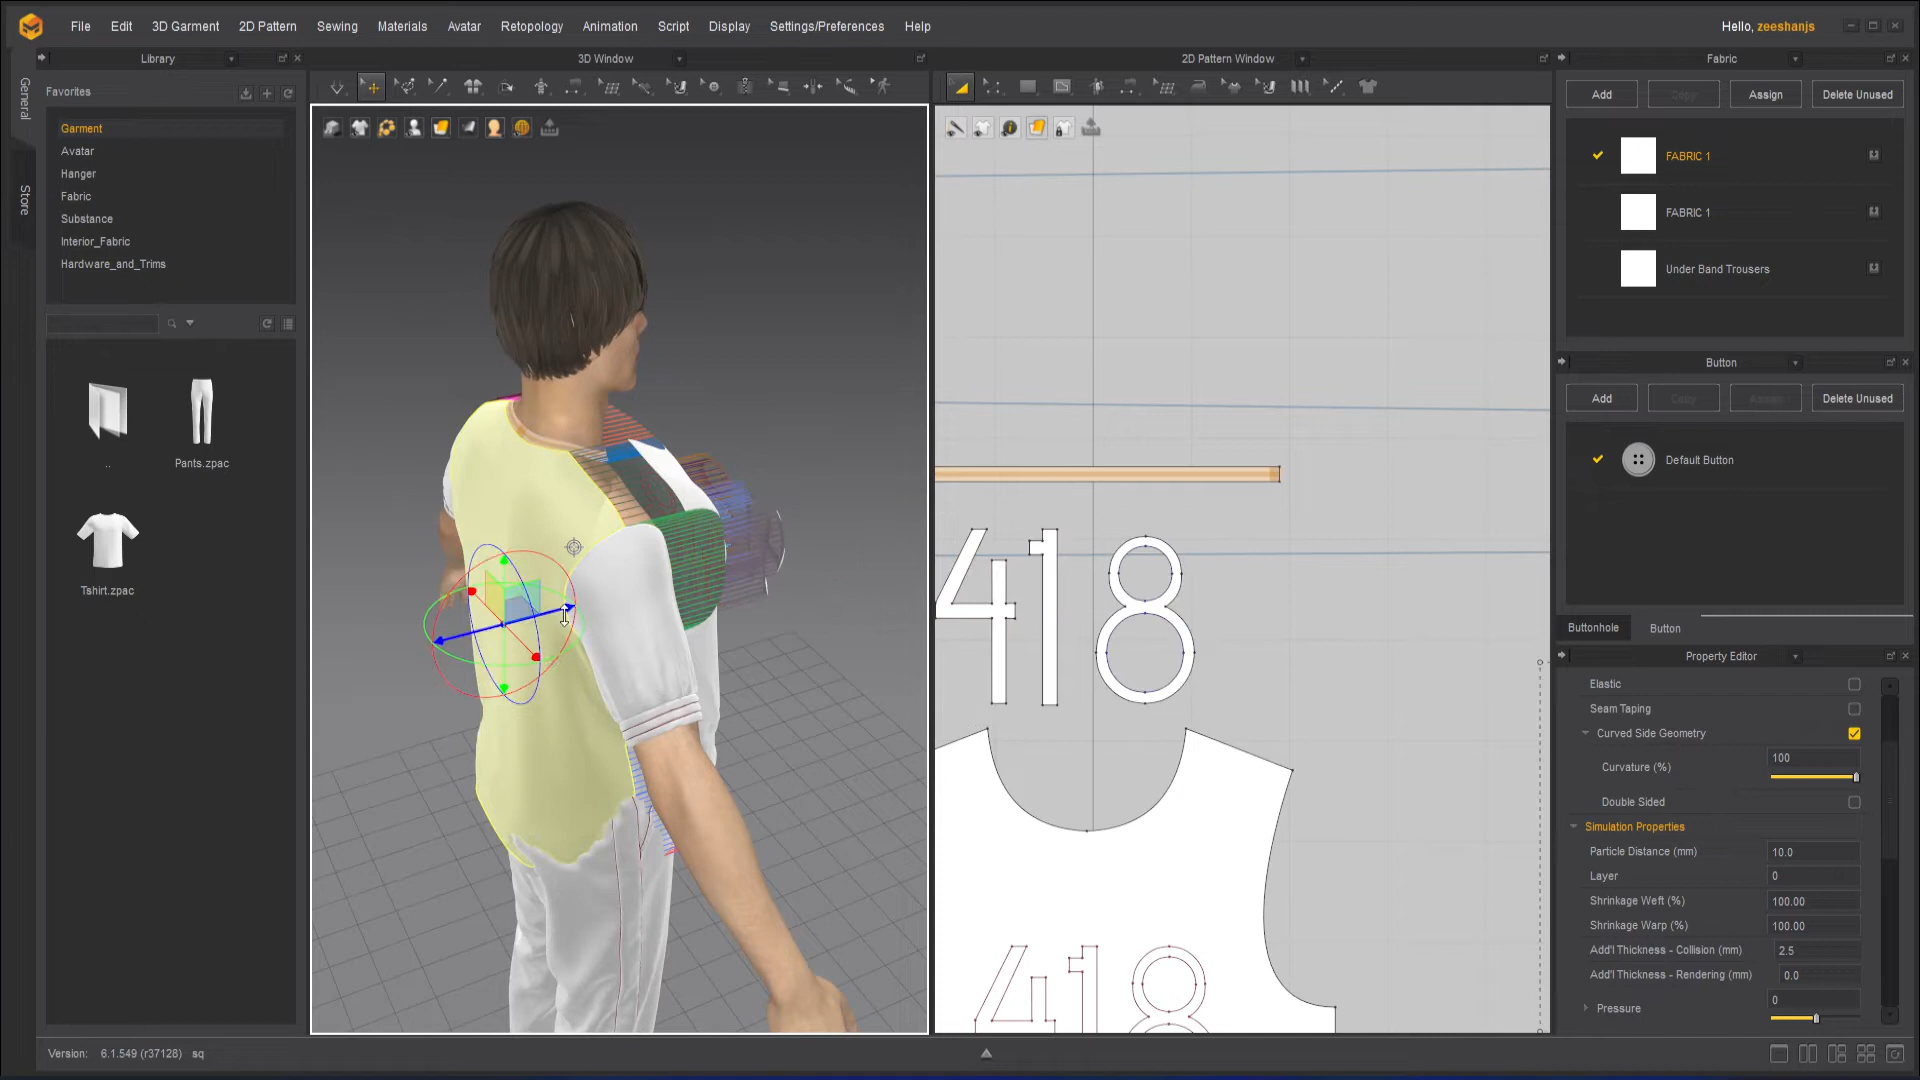 File Edit 3D Garment 2D Pattern Sewing Materials Avatar Retopology Animation Script Display Settings/Preferences Help
Hello, zeeshanjs
Library
3D Window
2D Pattern Window
Fabric
General
Store
Favorites
Garment
Avatar
Hanger
Fabric
Substance
Interior_Fabric
Hardware_and_Trims
..
Pants.zpac
Tshirt.zpac
418
418
Add Copy Assign Delete Unused
FABRIC 1
FABRIC 1
Under Band Trousers
Button
Add Copy Assign Delete Unused
Default Button
Buttonhole Button
Property Editor
Elastic
Seam Taping
Curved Side Geometry
Curvature (%) 100
Double Sided
Simulation Properties
Particle Distance (mm) 10.0
Layer 0
Shrinkage Weft (%) 100.00
Shrinkage Warp (%) 100.00
Add'l Thickness - Collision (mm) 2.5
Add'l Thickness - Rendering (mm) 0.0
Pressure 0
Version: 6.1.549 (r37128) sq